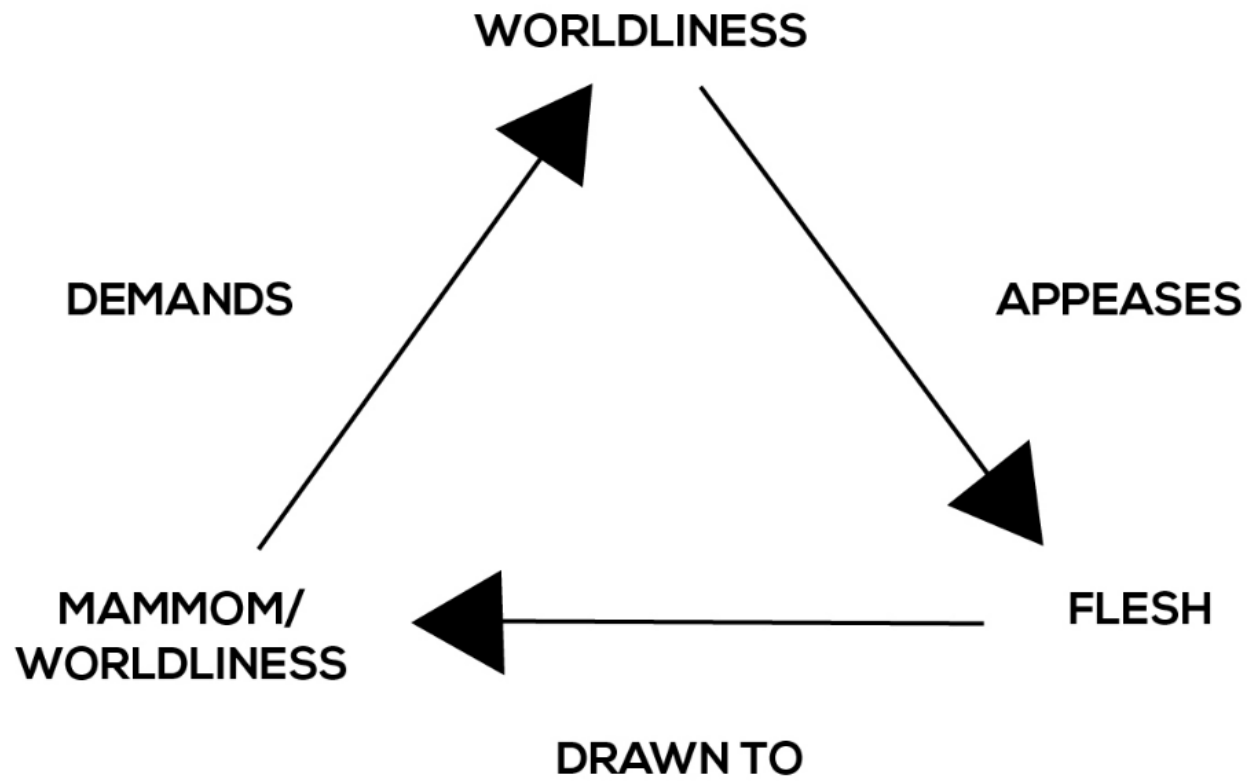 WORLDLINESS
DEMANDS
APPEASES
MAMMOM/
WORLDLINESS
FLESH
DRAWN TO